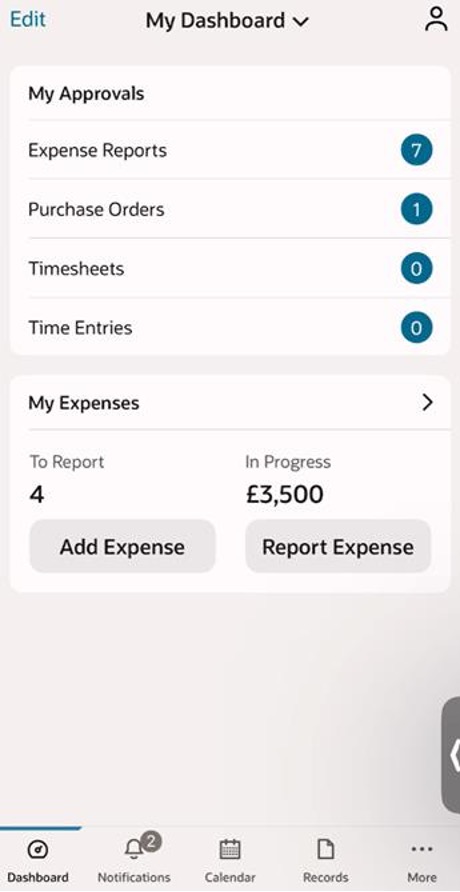 Edit My Dashboard
My Approvals
Expense Reports 7
Purchase Orders 1
Timesheets 0
Time Entries 0
My Expenses
To Report In Progress
4 £3,500
Add Expense Report Expense
2
Dashboard Notifications Calendar Records More